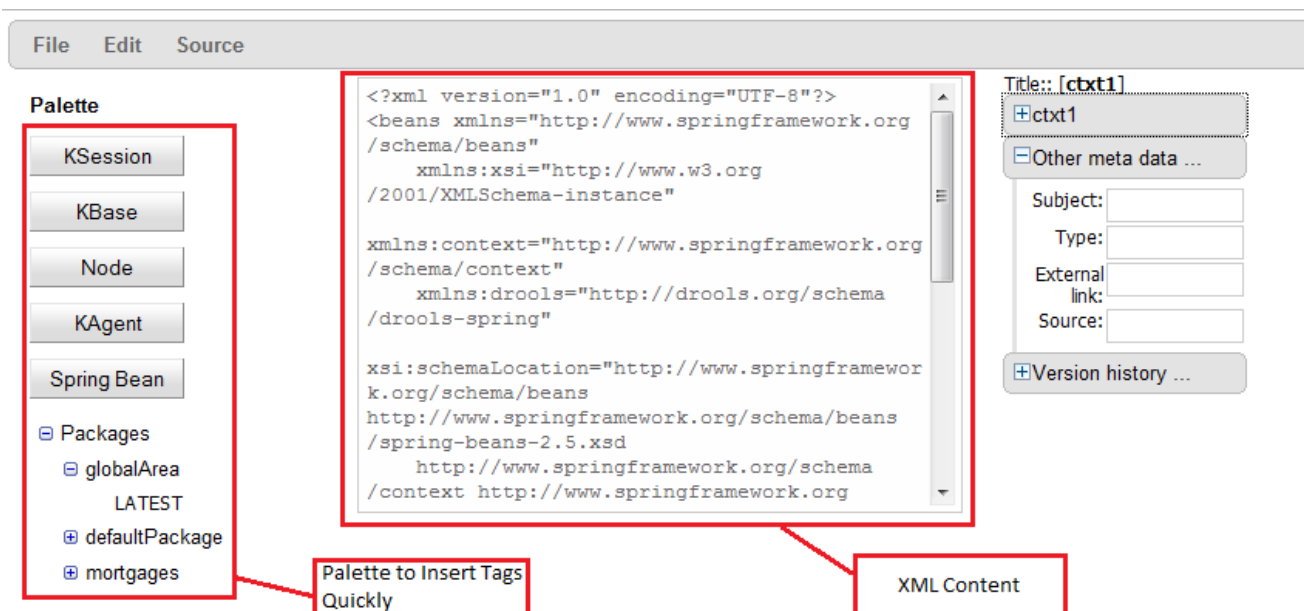 File Edit Source
Palette
KSession
KBase
Node
KAgent
Spring Bean
Packages
globalArea
LATEST
defaultPackage
mortgages
<?xml version="1.0" encoding="UTF-8"?>
<beans xmlns="http://www.springframework.org
/schema/beans"
xmlns:xsi="http://www.w3.org
/2001/XMLSchema-instance"
xmlns:context="http://www.springframework.org
/schema/context"
xmlns:drools="http://drools.org/schema
/drools-spring"
xsi:schemaLocation="http://www.springframewor
k.org/schema/beans
http://www.springframework.org/schema/beans
/spring-beans-2.5.xsd
http://www.springframework.org/schema
/context http://www.springframework.org
Title:: [ctxt1]
ctxt1
Other meta data ...
Subject:
Type:
External
link:
Source:
Version history ...
Palette to Insert Tags
Quickly
XML Content